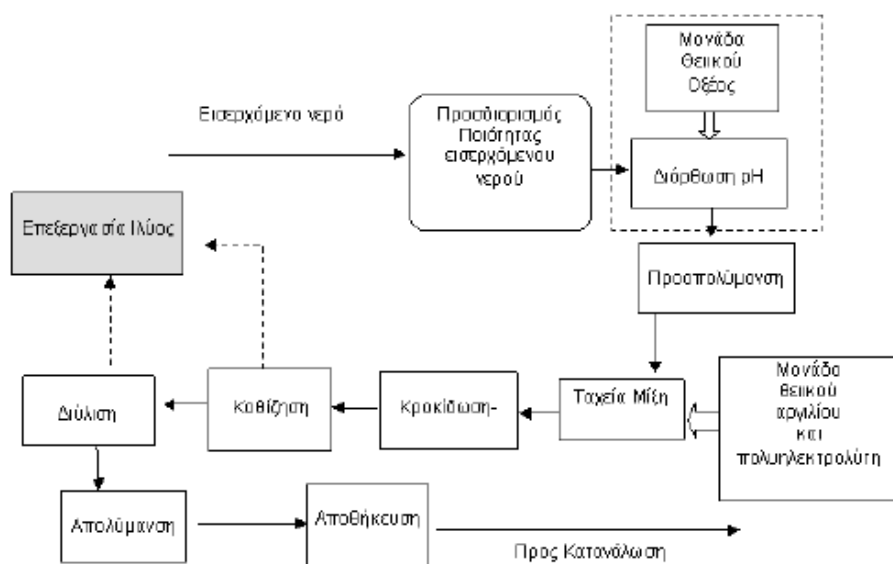 Μονάδα
Θειικού
Οξέος
Εισερχόμενο νερό
Προσδιορισμός
Ποιότητας
εισερχόμενου
νερού
Διόρθωση pH
Επεξεργασία Ιλύος
Προαπολύμανση
Μονάδα
θειικού
αργιλίου
και
πολυηλεκτρολύτη
Ταχεία Μίξη
Κροκίδωση-
Καθίζηση
Διύλιση
Απολύμανση
Αποθήκευση
Προς Κατανάλωση